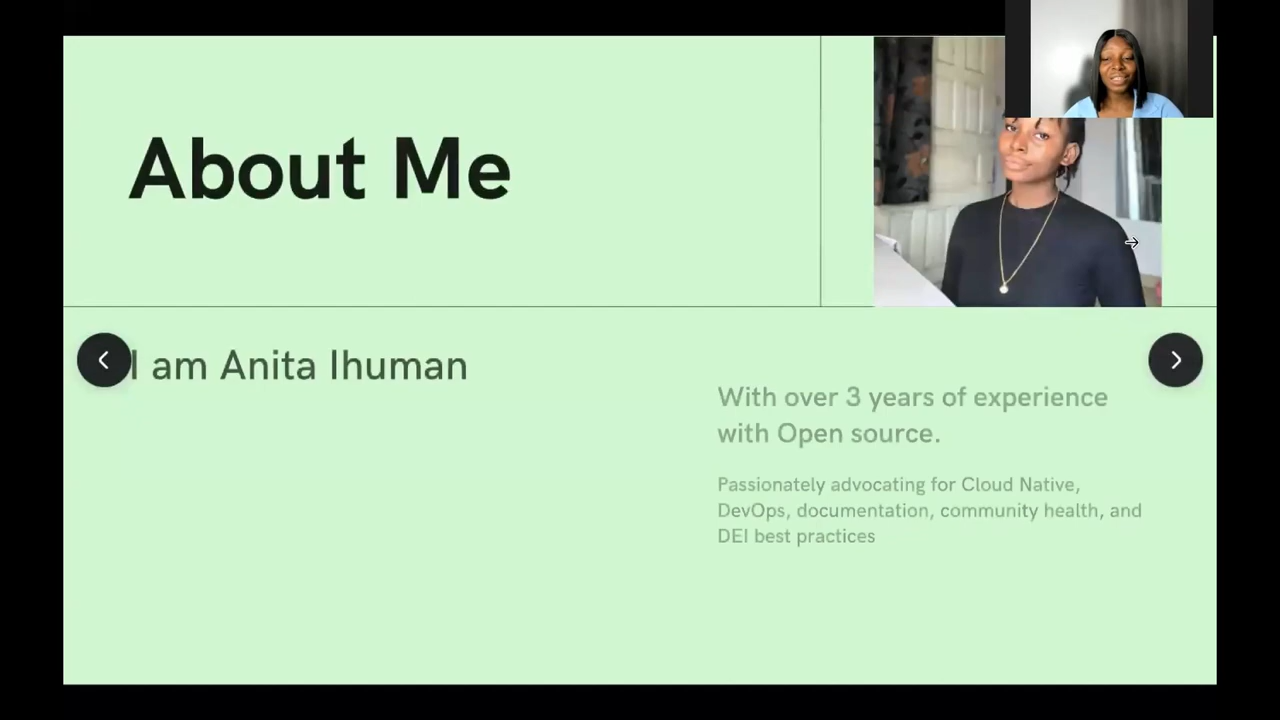 About Me
I am Anita Ihuman
With over 3 years of experience
with Open source.
Passionately advocating for Cloud Native,
DevOps, documentation, community health, and
DEI best practices